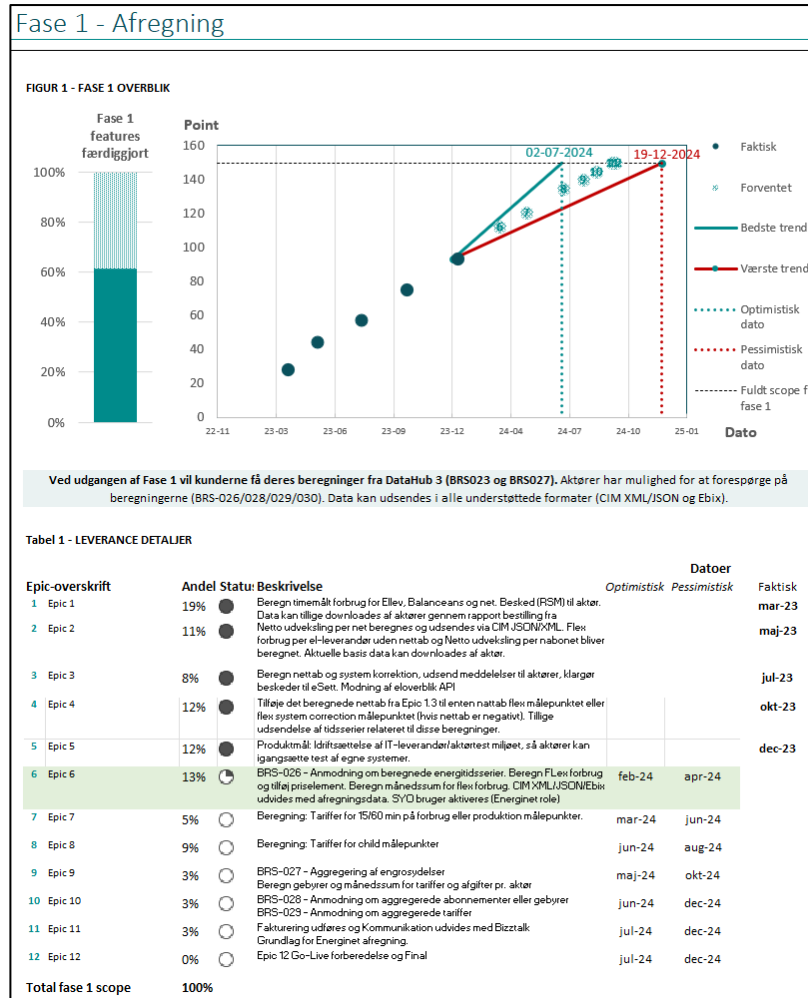 Fase 1 - Afregning
FIGUR 1 - FASE 1 OVERBLIK
Fase 1
features
færdiggjort
100%
80%
60%
40%
20%
0%
Point
160
140
120
100
80
60
40
20
0
22-11
23-03
23-06
23-09
23-12
24-04
24-07
24-10
25-01
Dato
02-07-2024
19-12-2024
6
7
8
9
10
Faktisk
Forventet
Bedste trend
Værste trend
Optimistisk
dato
Pessimistisk
dato
Fuldt scope f
fase 1
Ved udgangen af Fase 1 vil kunderne få deres beregninger fra DataHub 3 (BRS023 og BRS027). Aktører har mulighed for at forespørge på
beregningerne (BRS-026/028/029/030). Data kan udsendes i alle understøttede formater (CIM XML/JSON og Ebix).
Tabel 1 - LEVERANCE DETALJER
Datoer
Epic-overskrift Andel Status Beskrivelse Optimistisk Pessimistisk Faktisk
1 Epic 1 19% Beregn timemålt forbrug for Ellev, Balanceans og net. Besked (RSM) til aktør. mar-23
Data kan tillige downloades af aktører gennem rapport bestilling fra
2 Epic 2 11% Netto udveksling per net beregnes og udsendes via CIM JSON/XML. Flex maj-23
forbrug per el-leverandør uden nettab og Netto udveksling per nabonet bliver
beregnet. Aktuelle basis data kan downloades af aktør.
3 Epic 3 8% Beregn nettab og system korrektion, udsend meddelelser til aktører, klargør jul-23
beskeder til eSett. Modning af eloverblik API
4 Epic 4 12% Tilføje det beregnede nettab fra Epic 1.3 til enten nattab flex målepunktet eller okt-23
flex system correction målepunktet (hvis nettab er negativt). Tillige
udsendelse af tidsserier relateret til disse beregninger.
5 Epic 5 12% Produktmål: Idriftsættelse af IT-leverandør/aktørtest miljøet, så aktører kan dec-23
igangsætte test af egne systemer.
6 Epic 6 13% BRS-026 - Anmodning om beregnede energitidsserier. Beregn FLex forbrug feb-24 apr-24
og tilføj priselement. Beregn månedssum for flex forbrug. CIM XML/JSON/Ebix
udvides med afregningsdata. SYO bruger aktiveres (Energinet role)
7 Epic 7 5% Beregning: Tariffer for 15/60 min på forbrug eller produktion målepunkter. mar-24 jun-24
8 Epic 8 9% Beregning: Tariffer for child målepunkter jun-24 aug-24
9 Epic 9 3% BRS-027 - Aggregering af engrosydelser maj-24 okt-24
Beregn gebyrer og månedssum for tariffer og afgifter pr. aktør
10 Epic 10 3% BRS-028 - Anmodning om aggregerede abonnementer eller gebyrer jun-24 dec-24
BRS-029 - Anmodning om aggregerede tariffer
11 Epic 11 3% Fakturering udføres og Kommunikation udvides med Bizztalk jul-24 dec-24
Grundlag for Energinet afregning.
12 Epic 12 0% Epic 12 Go-Live forberedelse og Final jul-24 dec-24
Total fase 1 scope 100%